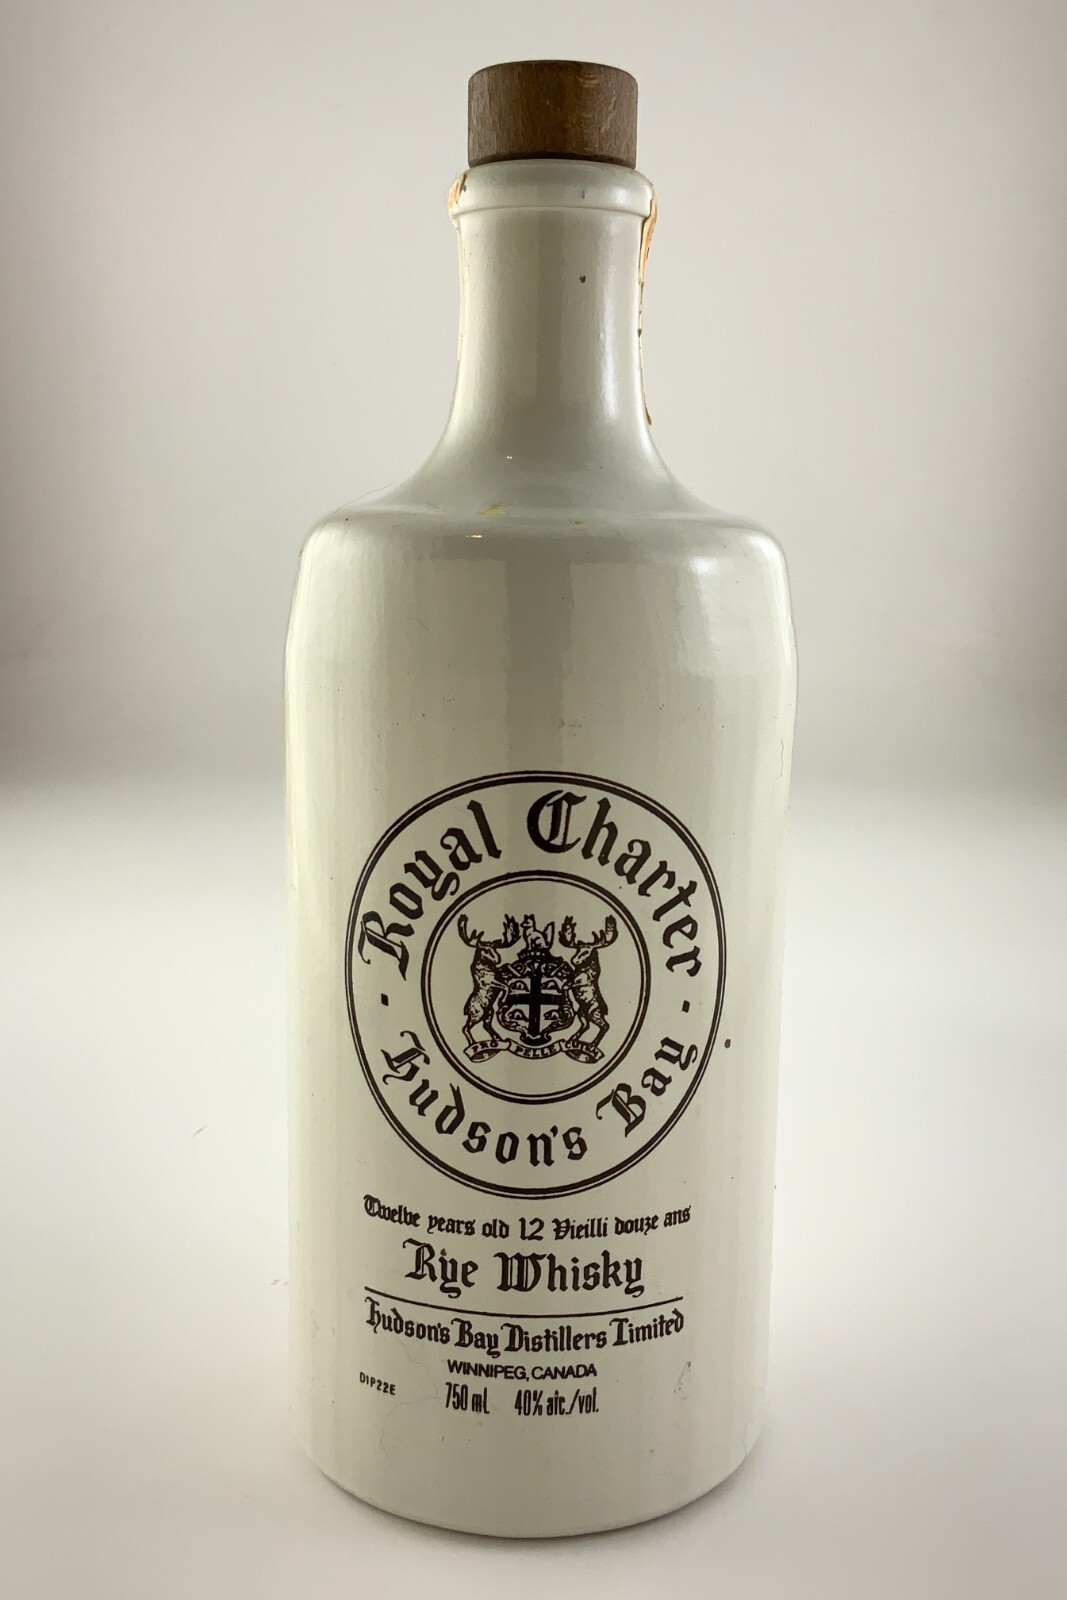 Royal Charter
PRO PELLE CUTEM
Hudson's Bay
Twelve years old 12 Vieilli douze ans
Rye Whisky
Hudson's Bay Distillers Limited
WINNIPEG, CANADA
D1P22E
750 ml 40% alc./vol.